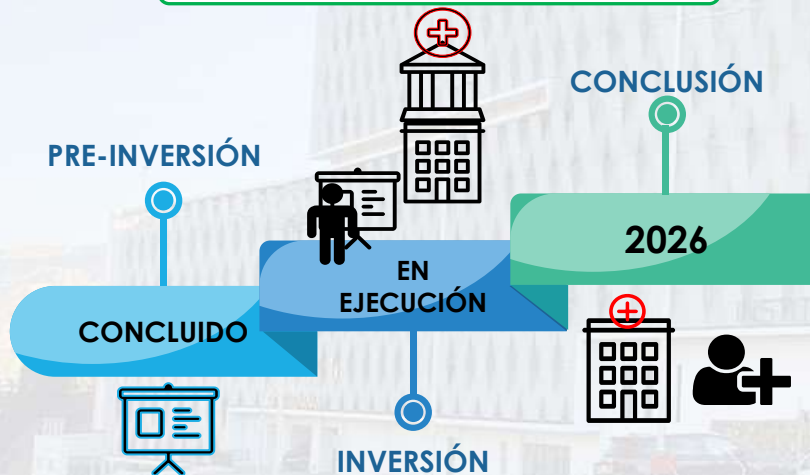 PRE-INVERSIÓN
CONCLUIDO
EN
EJECUCIÓN
INVERSIÓN
CONCLUSIÓN
2026